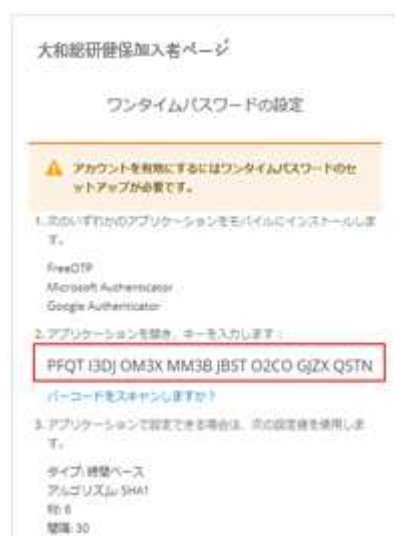 大和総研健保加入者ページ
ワンタイムパスワードの設定
アカウントを有効にするにはワンタイムパスワードのセ
ットアップが必要です。
1. 次のいずれかのアプリケーションをモバイルにインストールしま
す。
FreeOTP
Microsoft Authenticator
Google Authenticator
2. アプリケーションを開き、キーを入力します：
PFQT I3DJ OM3X MM3B JBST O2CO GJZX QSTN
バーコードをスキャンしますか?
3. アプリケーションで設定できる場合は、次の設定値を使用しま
す。
タイプ: 時間ベース
アルゴリズム: SHA1
桁: 6
間隔: 30